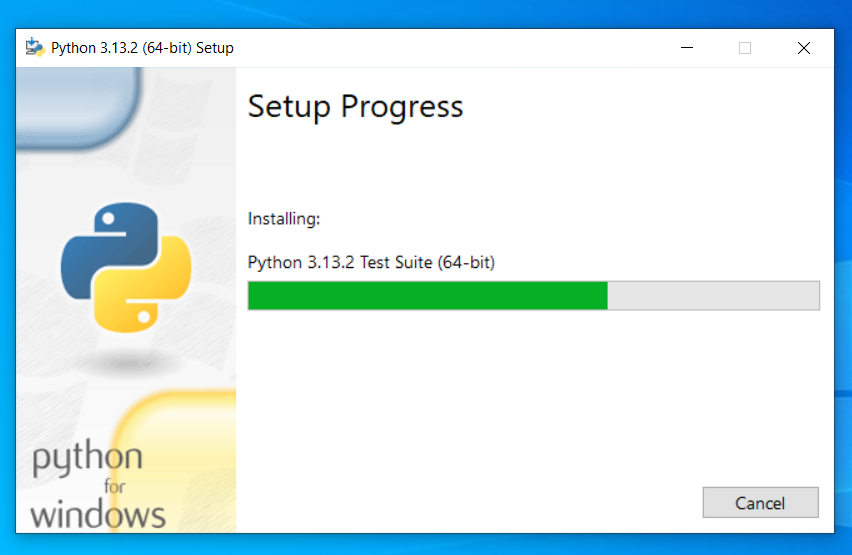 Python 3.13.2 (64-bit) Setup
Setup Progress
Installing:
Python 3.13.2 Test Suite (64-bit)
python
for
windows
Cancel